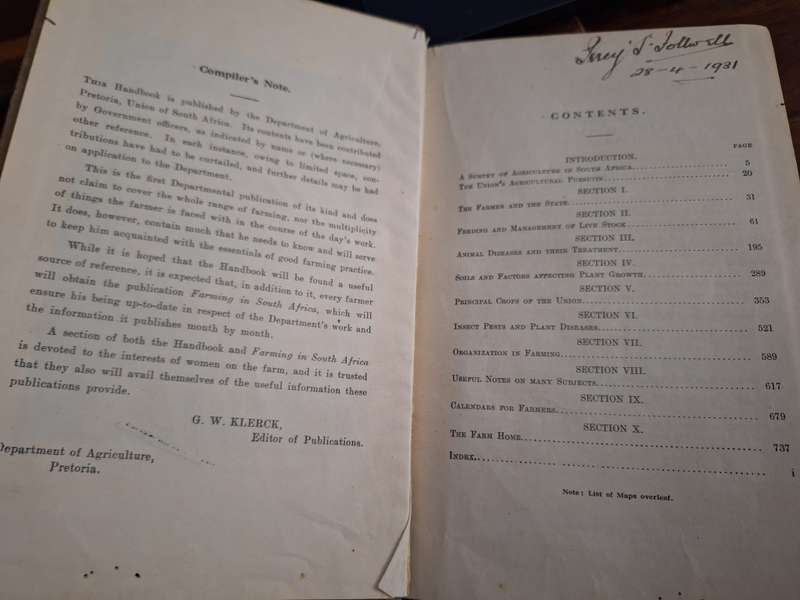 Compiler's Note.
THIS HANDBOOK is published by the Department of Agriculture,
Pretoria, Union of South Africa. Its contents have been contributed
by Government officers, as indicated by name or (where necessary)
other reference. In each instance, owing to limited space, con-
tributions have had to be curtailed, and further details may be had
on application to the Department.
This is the first Departmental publication of its kind and does
not claim to cover the whole range of farming, nor the multiplicity
of things the farmer is faced with in the course of the day's work.
It does, however, contain much that he needs to know and will serve
to keep him acquainted with the essentials of good farming practice.
While it is hoped that the Handbook will be found a useful
source of reference, it is expected that, in addition to it, every farmer
will obtain the publication Farming in South Africa, which will
ensure his being up-to-date in respect of the Department's work and
the information it publishes month by month.
A section of both the Handbook and Farming in South Africa
is devoted to the interests of women on the farm, and it is trusted
that they also will avail themselves of the useful information these
publications provide.
G. W. KLERCK,
Editor of Publications.
Department of Agriculture,
Pretoria.
28-4-1931
CONTENTS.
PAGE
INTRODUCTION.
A SURVEY OF AGRICULTURE IN SOUTH AFRICA 5
THE UNION'S AGRICULTURAL PURSUITS 20
SECTION I.
THE FARMER AND THE STATE 31
SECTION II.
FEEDING AND MANAGEMENT OF LIVE STOCK 61
SECTION III.
ANIMAL DISEASES AND THEIR TREATMENT 195
SECTION IV.
SOILS AND FACTORS AFFECTING PLANT GROWTH 289
SECTION V.
PRINCIPAL CROPS OF THE UNION 353
SECTION VI.
INSECT PESTS AND PLANT DISEASES 521
SECTION VII.
ORGANIZATION IN FARMING 589
SECTION VIII.
USEFUL NOTES ON MANY SUBJECTS 617
SECTION IX.
CALENDARS FOR FARMERS 679
SECTION X.
THE FARM HOME 737
INDEX i
Note: List of Maps overleaf.